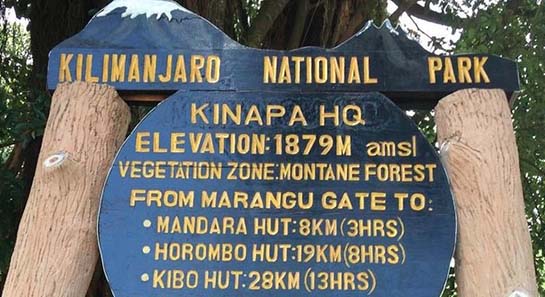 KILIMANJARO NATIONAL PARK
KINAPA HQ
ELEVATION:1879M amsl
VEGETATION ZONE:MONTANE FOREST
FROM MARANGU GATE TO:
• MANDARA HUT:8KM(3HRS)
• HOROMBO HUT:19KM(8HRS)
• KIBO HUT:28KM(13HRS)